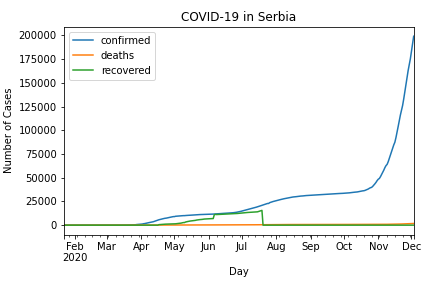 COVID-19 in Serbia
confirmed
deaths
recovered
Number of Cases
200000
175000
150000
125000
100000
75000
50000
25000
0
Feb Mar Apr May Jun Jul Aug Sep Oct Nov Dec
2020
Day